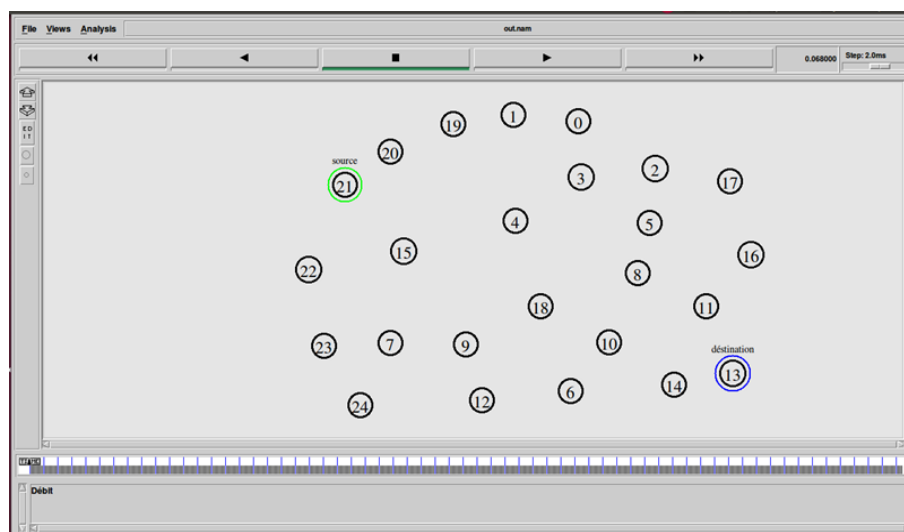 File Views Analysis out.nam
0.068000 Step: 2.0ms
E D
I T
1
19 0
20
source 3 2
21 17
4 5
15 16
22 8
18 11
23 7 9 10 déstination
13
14
24 12 6
Débit